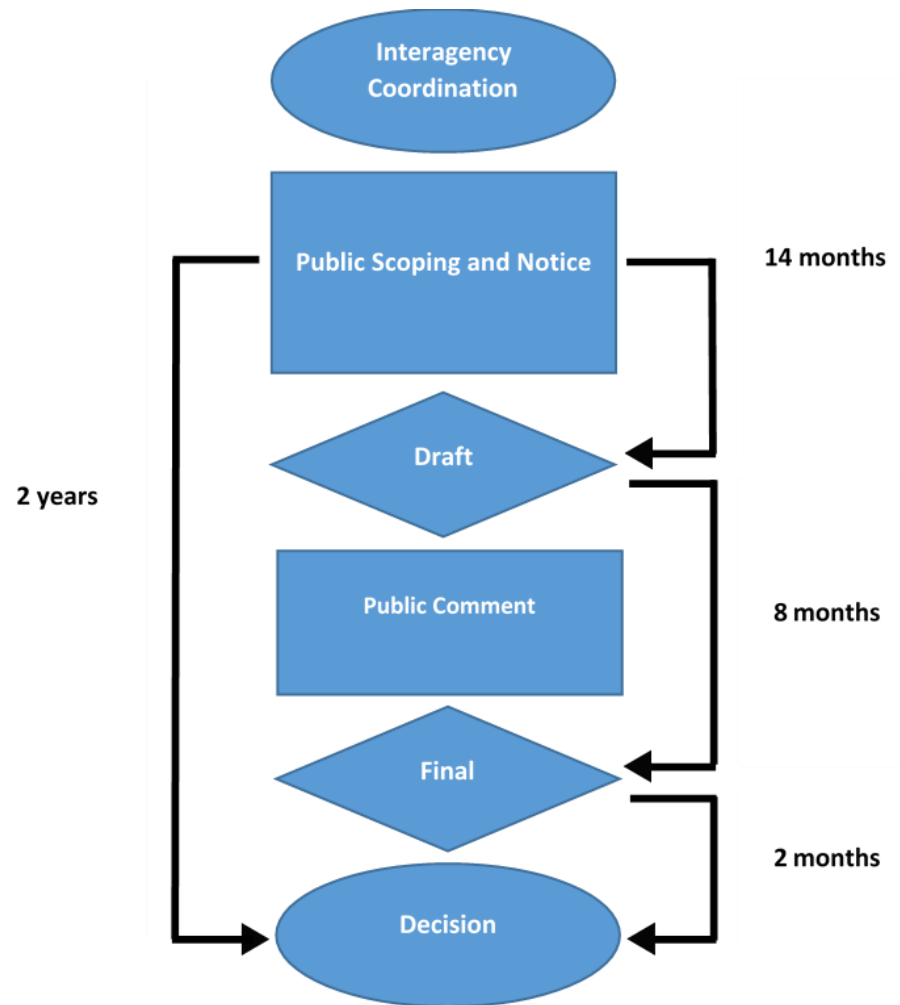 Interagency
Coordination
Public Scoping and Notice
14 months
Draft
2 years
Public Comment
8 months
Final
2 months
Decision